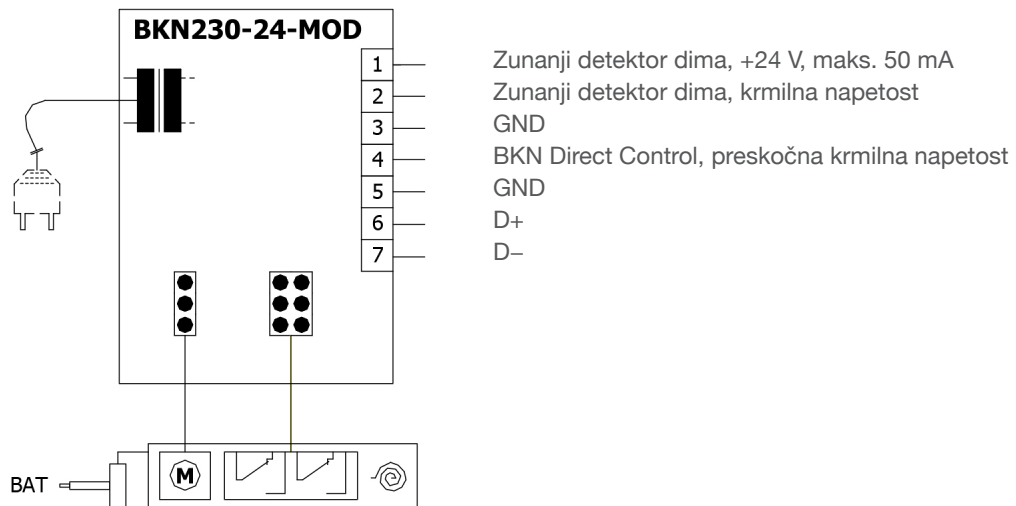 BKN230-24-MOD
1 Zunanji detektor dima, +24 V, maks. 50 mA
2 Zunanji detektor dima, krmilna napetost
3 GND
4 BKN Direct Control, preskočna krmilna napetost
5 GND
6 D+
7 D−
M
BAT